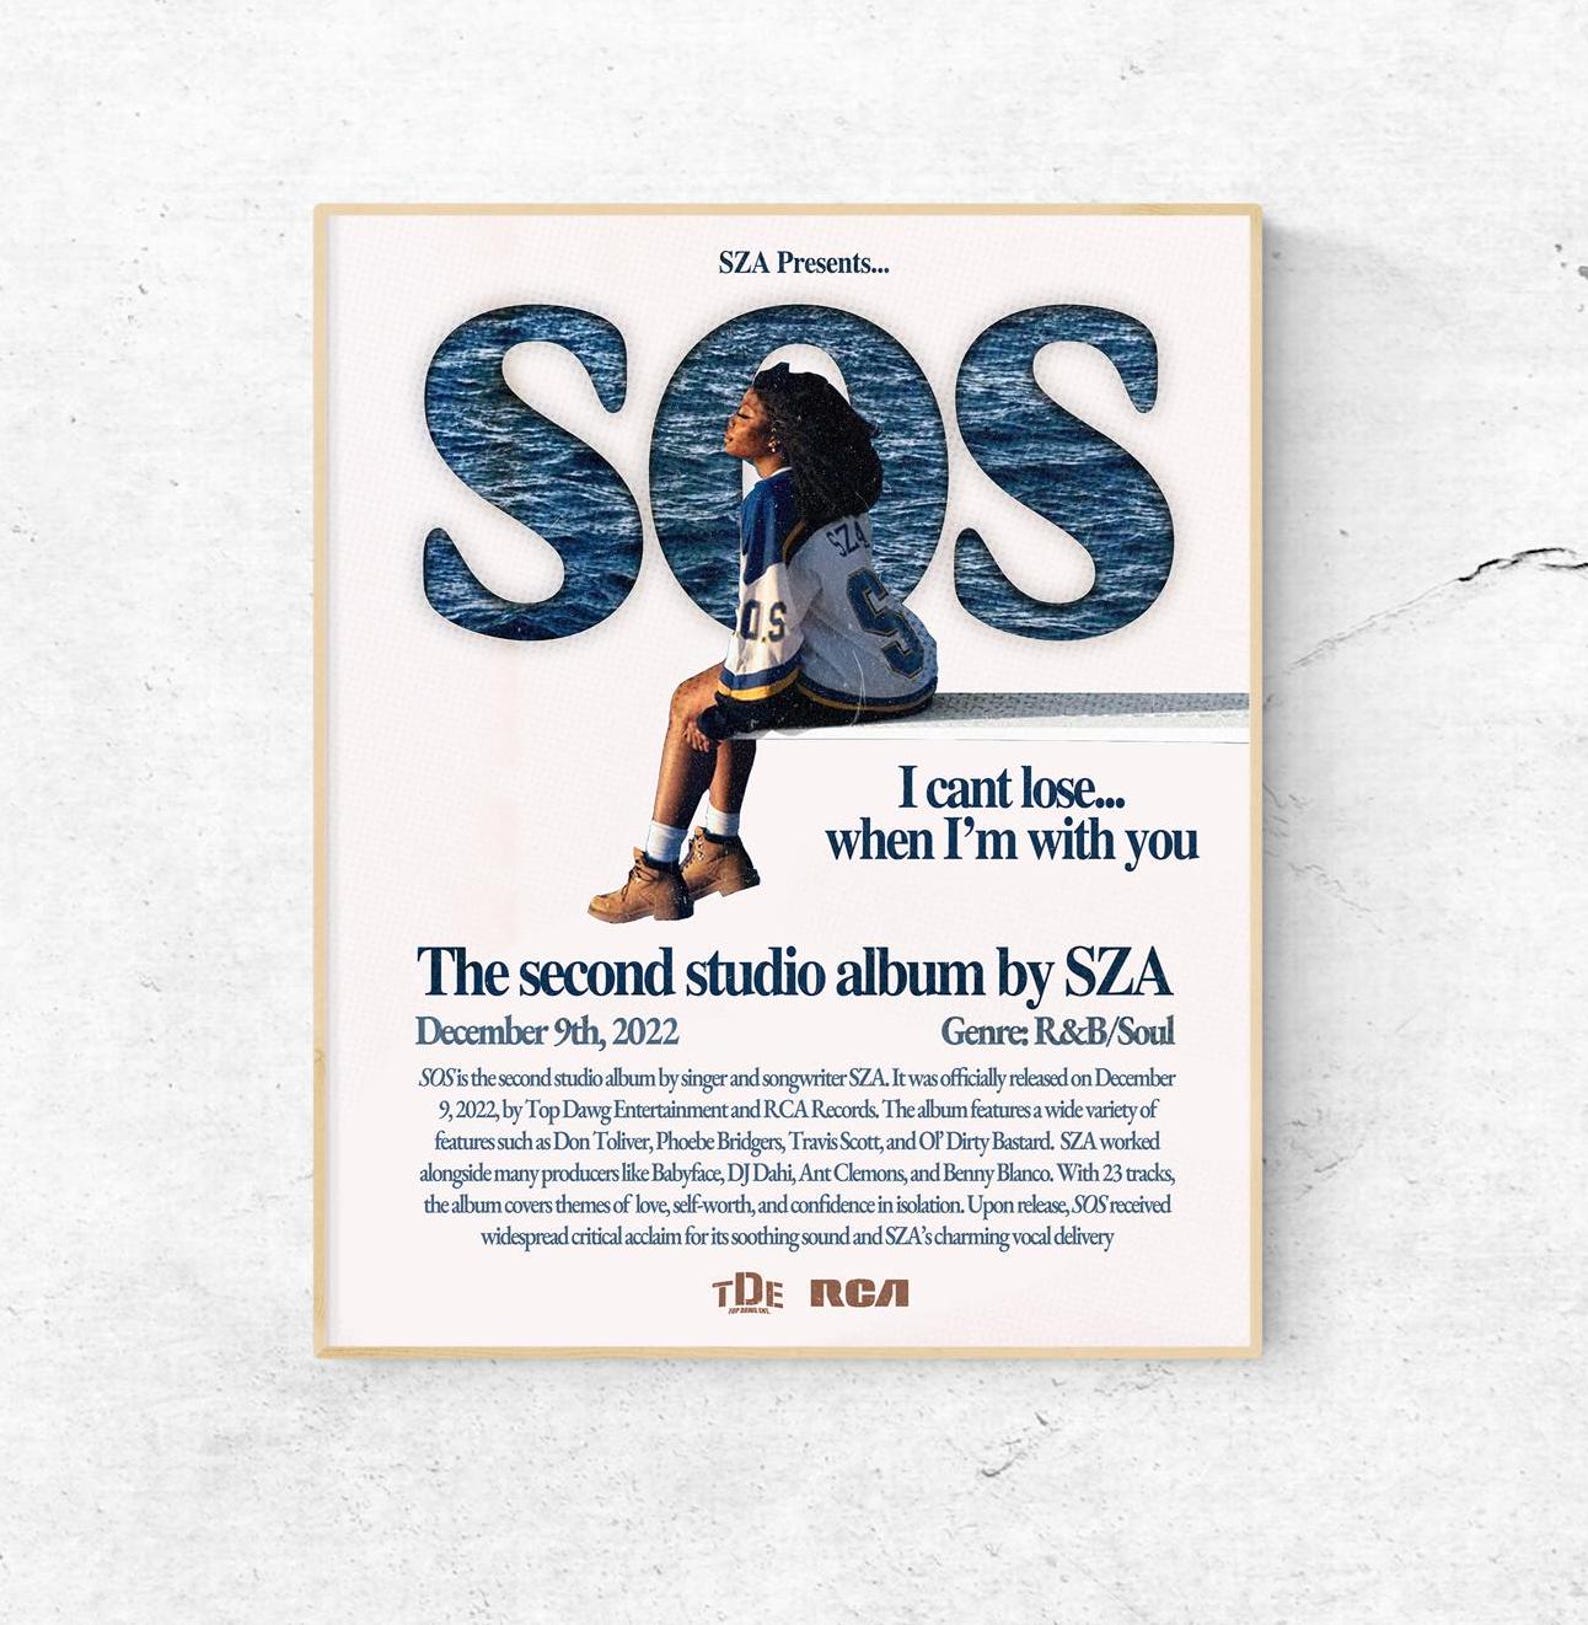 SZA Presents...
SOS
SZA
S
O.S
I cant lose...
when I'm with you
The second studio album by SZA
December 9th, 2022
Genre: R&B/Soul
SOS is the second studio album by singer and songwriter SZA. It was officially released on December
9, 2022, by Top Dawg Entertainment and RCA Records. The album features a wide variety of
features such as Don Toliver, Phoebe Bridgers, Travis Scott, and Ol' Dirty Bastard. SZA worked
alongside many producers like Babyface, DJ Dahi, Ant Clemons, and Benny Blanco. With 23 tracks,
the album covers themes of love, self-worth, and confidence in isolation. Upon release, SOS received
widespread critical acclaim for its soothing sound and SZA's charming vocal delivery
TDE RCA
TOP DAWG ENT.